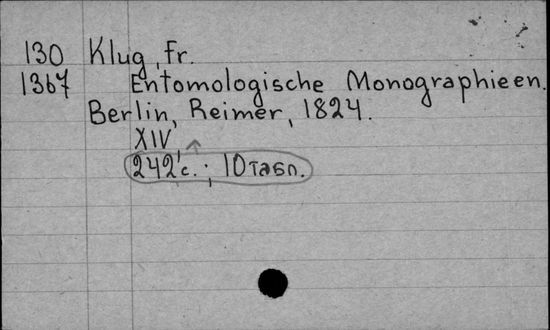 130 Klug, Fr.
1367 Entomologische Monographieen.
Berlin, Reimer, 1824.
XIV,
242 с.; 10 табл.